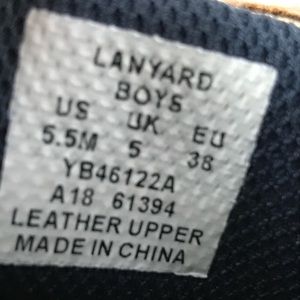 LANYARD
BOYS
US UK EU
5.5M 5 38
YB46122A
A18 61394
LEATHER UPPER
MADE IN CHINA